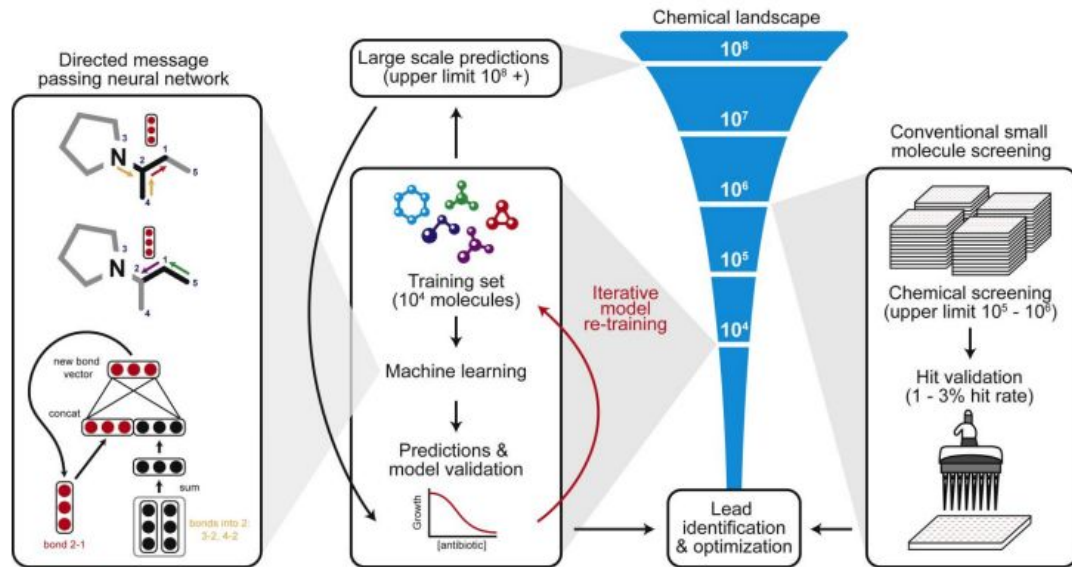 Directed message
passing neural network
3
N
2
1
5
4
3
N
2
1
5
4
new bond
vector
concat
sum
bond 2-1
bonds into 2:
3-2, 4-2
Large scale predictions
(upper limit 10⁸ +)
Training set
(10⁴ molecules)
Machine learning
Predictions &
model validation
Growth
[antibiotic]
Iterative
model
re-training
Chemical landscape
10⁸
10⁷
10⁶
10⁵
10⁴
Lead
identification
& optimization
Conventional small
molecule screening
Chemical screening
(upper limit 10⁵ - 10⁶)
Hit validation
(1 - 3% hit rate)